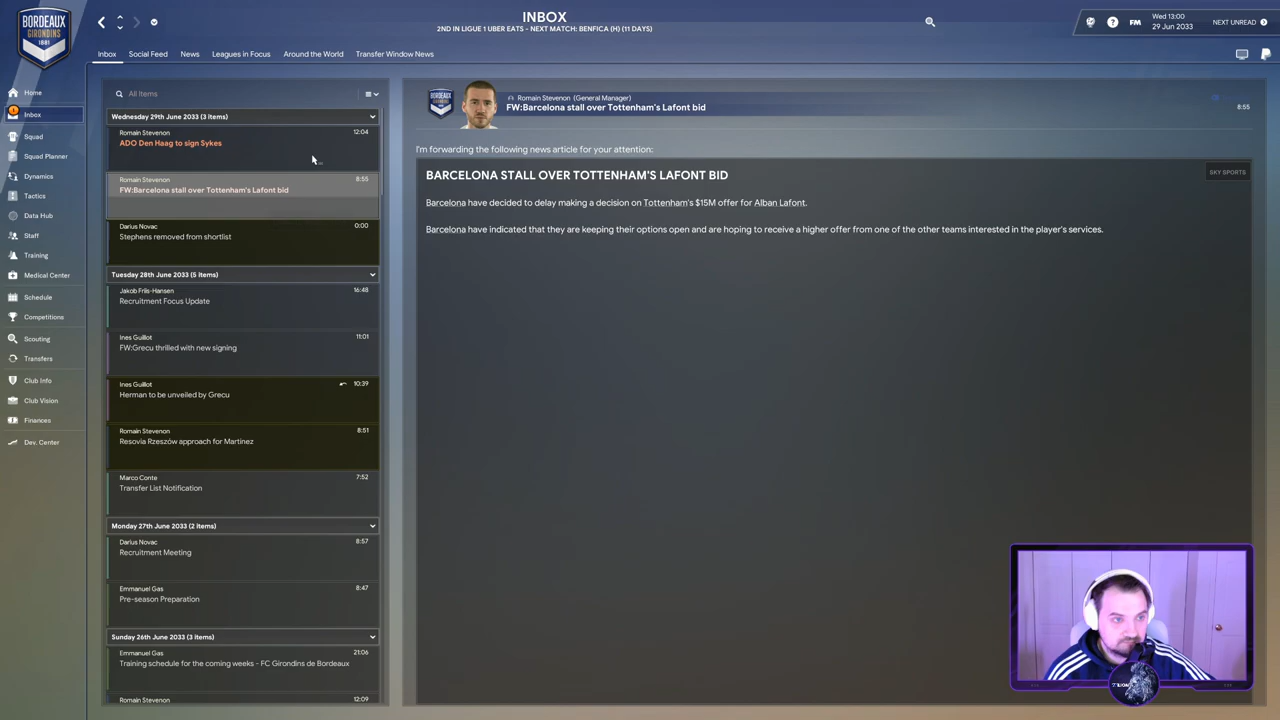 BORDEAUX
GIRONDINS
1881
INBOX
2ND IN LIGUE 1 UBER EATS - NEXT MATCH: BENFICA (H) (11 DAYS)
FM
Wed 13:00
29 Jun 2033
NEXT UNREAD
Inbox
Social Feed
News
Leagues in Focus
Around the World
Transfer Window News
Home
Inbox
Squad
Squad Planner
Dynamics
Tactics
Data Hub
Staff
Training
Medical Center
Schedule
Competitions
Scouting
Transfers
Club Info
Club Vision
Finances
Dev. Center
All Items
Wednesday 29th June 2033 (3 items)
Romain Stevenon 12:04
ADO Den Haag to sign Sykes
Romain Stevenon 8:55
FW:Barcelona stall over Tottenham's Lafont bid
Darius Novac 0:00
Stephens removed from shortlist
Tuesday 28th June 2033 (5 items)
Jakob Friis-Hansen 16:48
Recruitment Focus Update
Ines Guillot 11:01
FW:Grecu thrilled with new signing
Ines Guillot 10:39
Herman to be unveiled by Grecu
Romain Stevenon 8:51
Resovia Rzeszów approach for Martínez
Marco Conte 7:52
Transfer List Notification
Monday 27th June 2033 (2 items)
Darius Novac 8:57
Recruitment Meeting
Emmanuel Gas 8:47
Pre-season Preparation
Sunday 26th June 2033 (3 items)
Emmanuel Gas 21:06
Training schedule for the coming weeks - FC Girondins de Bordeaux
Romain Stevenon 12:09
Romain Stevenon (General Manager)
FW:Barcelona stall over Tottenham's Lafont bid
8:55
I'm forwarding the following news article for your attention:
BARCELONA STALL OVER TOTTENHAM'S LAFONT BID
SKY SPORTS
Barcelona have decided to delay making a decision on Tottenham's $15M offer for Alban Lafont.
Barcelona have indicated that they are keeping their options open and are hoping to receive a higher offer from one of the other teams interested in the player's services.